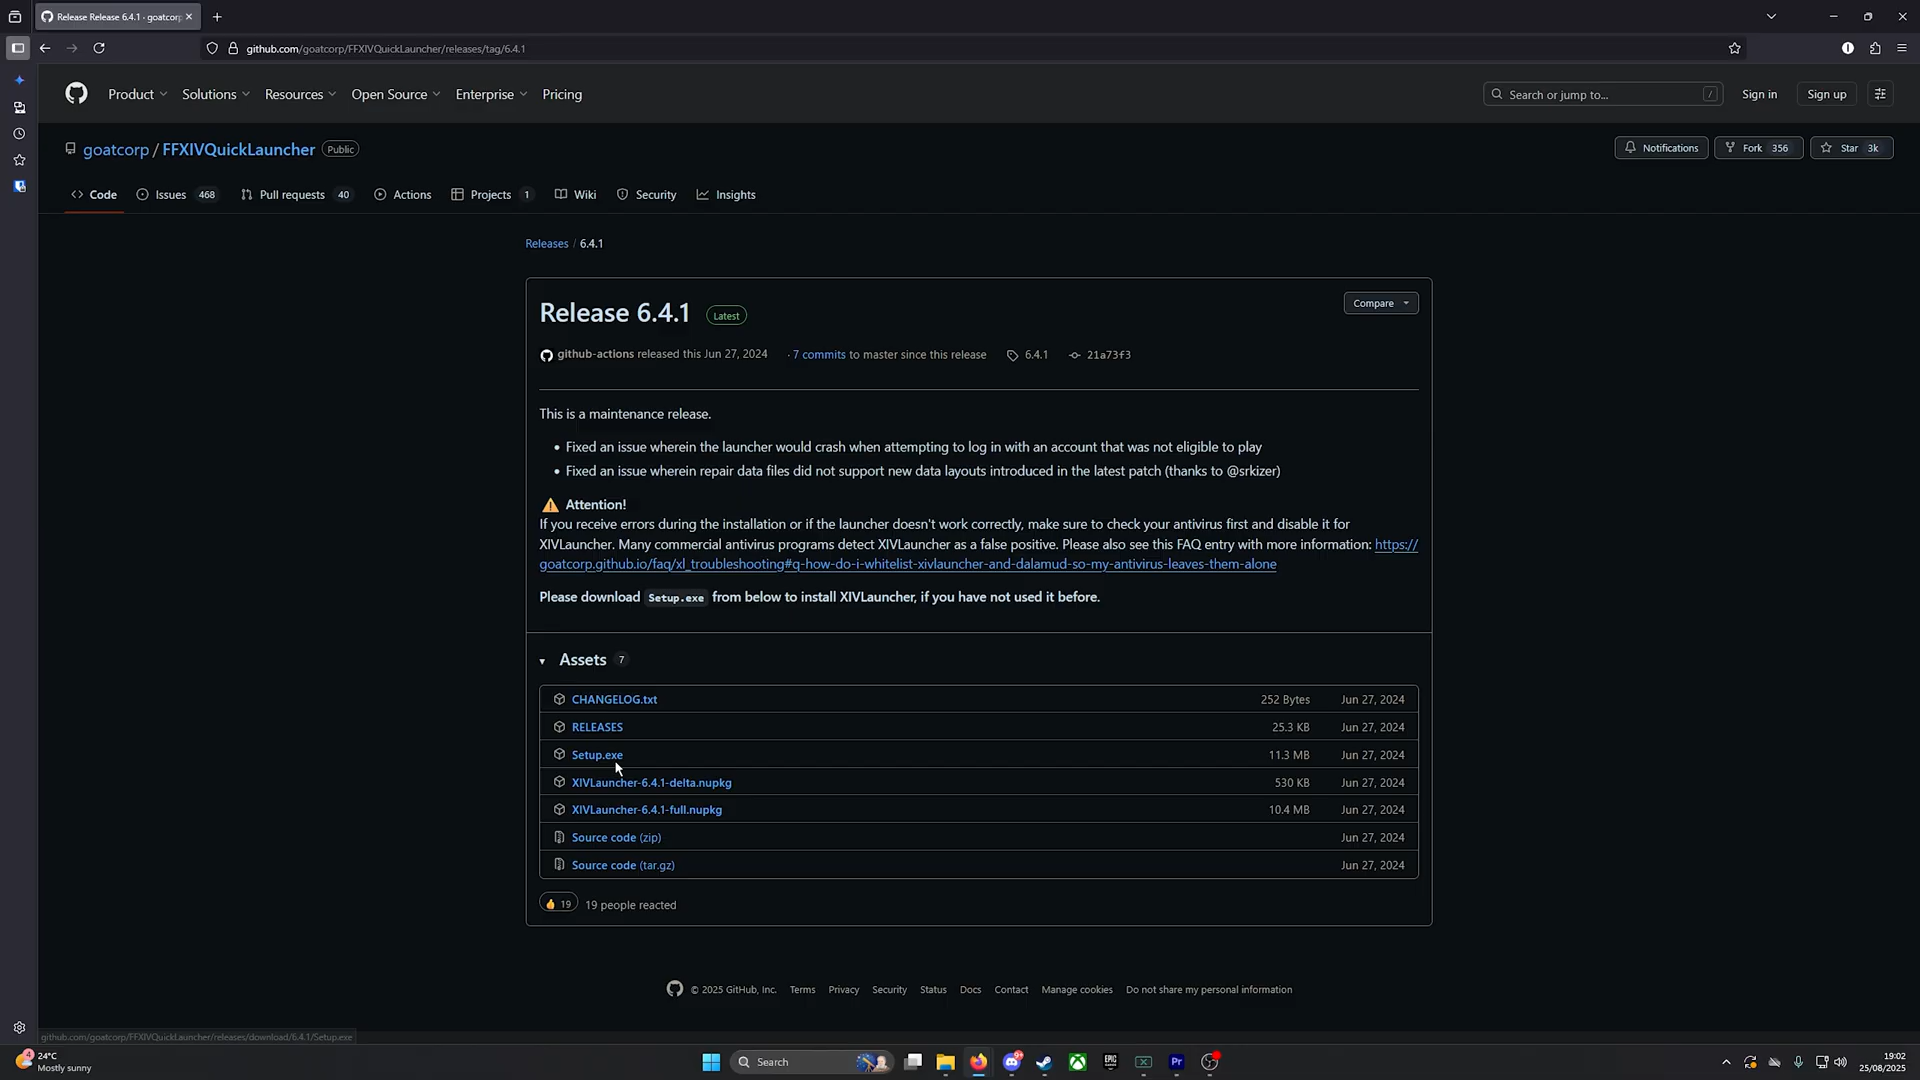 Release Release 6.4.1 · goatcorp
github.com/goatcorp/FFXIVQuickLauncher/releases/tag/6.4.1
Product
Solutions
Resources
Open Source
Enterprise
Pricing
Search or jump to...
/
Sign in
Sign up
goatcorp / FFXIVQuickLauncher
Public
Notifications
Fork 356
Star 3k
Code
Issues 468
Pull requests 40
Actions
Projects 1
Wiki
Security
Insights
Releases / 6.4.1
Release 6.4.1
Latest
Compare
github-actions released this Jun 27, 2024 · 7 commits to master since this release 6.4.1 21a73f3
This is a maintenance release.
• Fixed an issue wherein the launcher would crash when attempting to log in with an account that was not eligible to play
• Fixed an issue wherein repair data files did not support new data layouts introduced in the latest patch (thanks to @srkizer)
Attention!
If you receive errors during the installation or if the launcher doesn't work correctly, make sure to check your antivirus first and disable it for
XIVLauncher. Many commercial antivirus programs detect XIVLauncher as a false positive. Please also see this FAQ entry with more information: https://
goatcorp.github.io/faq/xl_troubleshooting#q-how-do-i-whitelist-xivlauncher-and-dalamud-so-my-antivirus-leaves-them-alone
Please download Setup.exe from below to install XIVLauncher, if you have not used it before.
Assets 7
CHANGELOG.txt 252 Bytes Jun 27, 2024
RELEASES 25.3 KB Jun 27, 2024
Setup.exe 11.3 MB Jun 27, 2024
XIVLauncher-6.4.1-delta.nupkg 530 KB Jun 27, 2024
XIVLauncher-6.4.1-full.nupkg 10.4 MB Jun 27, 2024
Source code (zip) Jun 27, 2024
Source code (tar.gz) Jun 27, 2024
19 19 people reacted
© 2025 GitHub, Inc. Terms Privacy Security Status Docs Contact Manage cookies Do not share my personal information
github.com/goatcorp/FFXIVQuickLauncher/releases/download/6.4.1/Setup.exe
4
24°C
Mostly sunny
Search
EPIC
Pr
19:02
25/08/2025